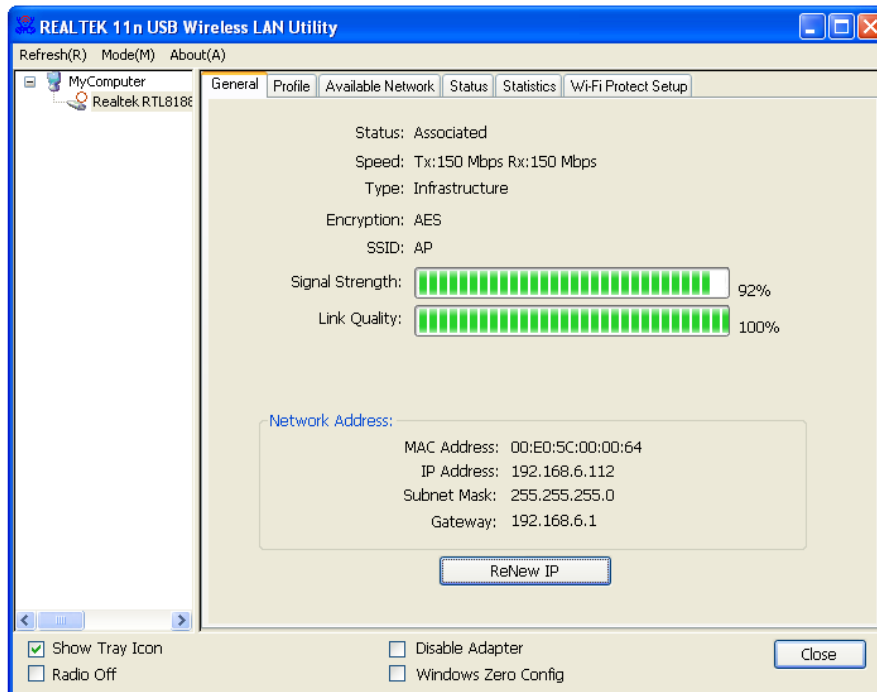 REALTEK 11n USB Wireless LAN Utility
Refresh(R) Mode(M) About(A)
MyComputer
Realtek RTL8188
General Profile Available Network Status Statistics Wi-Fi Protect Setup
Status: Associated
Speed: Tx:150 Mbps Rx:150 Mbps
Type: Infrastructure
Encryption: AES
SSID: AP
Signal Strength: 92%
Link Quality: 100%
Network Address:
MAC Address: 00:E0:5C:00:00:64
IP Address: 192.168.6.112
Subnet Mask: 255.255.255.0
Gateway: 192.168.6.1
ReNew IP
Show Tray Icon Disable Adapter Close
Radio Off Windows Zero Config